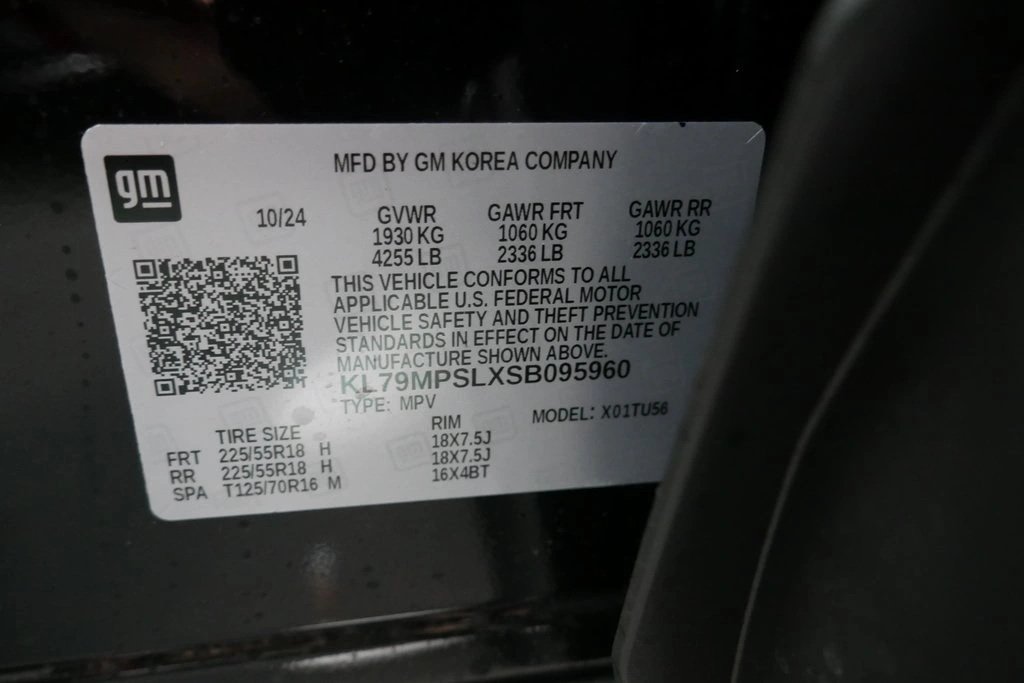 gm
MFD BY GM KOREA COMPANY
10/24
GVWR GAWR FRT GAWR RR
1930 KG 1060 KG 1060 KG
4255 LB 2336 LB 2336 LB
THIS VEHICLE CONFORMS TO ALL
APPLICABLE U.S. FEDERAL MOTOR
VEHICLE SAFETY AND THEFT PREVENTION
STANDARDS IN EFFECT ON THE DATE OF
MANUFACTURE SHOWN ABOVE.
KL79MPSLXSB095960
TYPE: MPV MODEL: X01TU56
TIRE SIZE RIM
FRT 225/55R18 H 18X7.5J
RR 225/55R18 H 18X7.5J
SPA T125/70R16 M 16X4BT